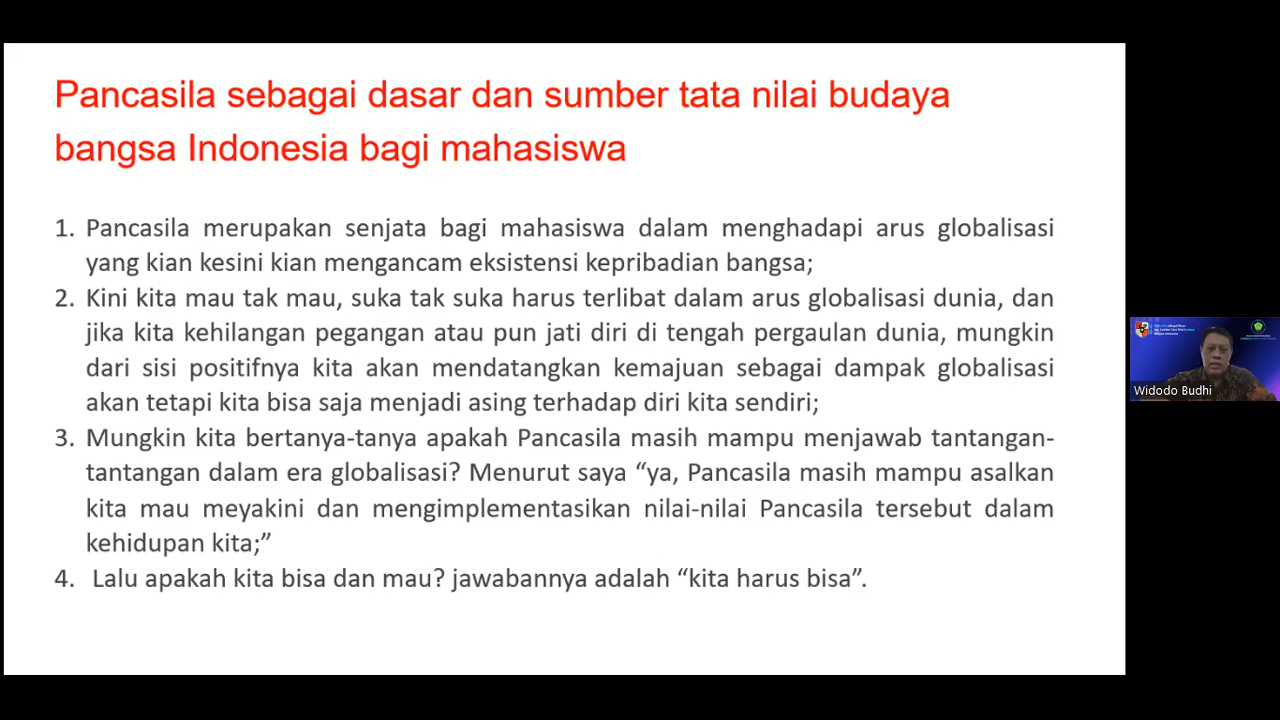 Pancasila sebagai dasar dan sumber tata nilai budaya
bangsa Indonesia bagi mahasiswa
1. Pancasila merupakan senjata bagi mahasiswa dalam menghadapi arus globalisasi
yang kian kesini kian mengancam eksistensi kepribadian bangsa;
2. Kini kita mau tak mau, suka tak suka harus terlibat dalam arus globalisasi dunia, dan
jika kita kehilangan pegangan atau pun jati diri di tengah pergaulan dunia, mungkin
dari sisi positifnya kita akan mendatangkan kemajuan sebagai dampak globalisasi
akan tetapi kita bisa saja menjadi asing terhadap diri kita sendiri;
3. Mungkin kita bertanya-tanya apakah Pancasila masih mampu menjawab tantangan-
tantangan dalam era globalisasi? Menurut saya “ya, Pancasila masih mampu asalkan
kita mau meyakini dan mengimplementasikan nilai-nilai Pancasila tersebut dalam
kehidupan kita;”
4. Lalu apakah kita bisa dan mau? jawabannya adalah “kita harus bisa”.
Widodo Budhi